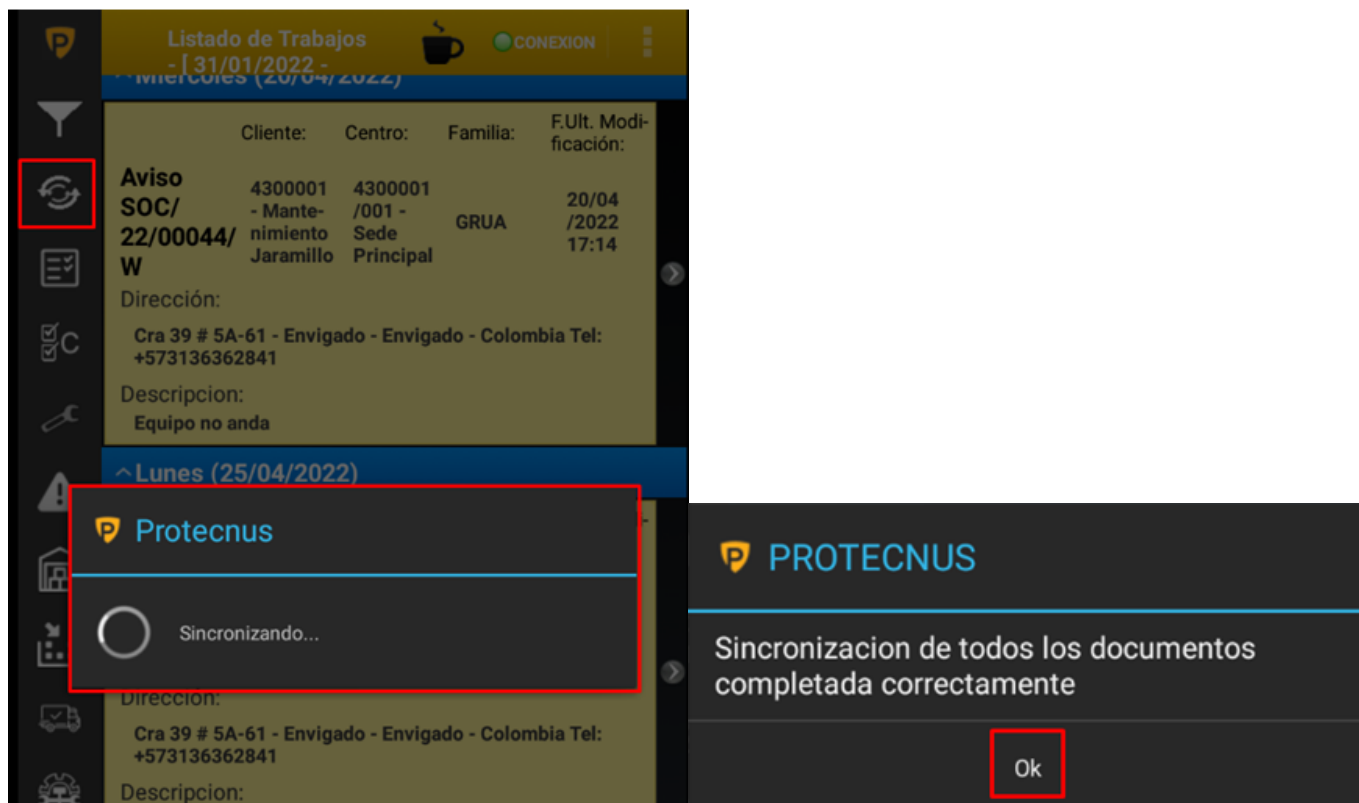 Listado de Trabajos
- [ 31/01/2022 -
CONEXION
Miércoles (20/04/2022)
Cliente: Centro: Familia: F.Ult. Modi-
ficación:
Aviso
SOC/
22/00044/
W
4300001
- Mante-
nimiento
Jaramillo
4300001
/001 -
Sede
Principal
GRUA
20/04
/2022
17:14
Dirección:
Cra 39 # 5A-61 - Envigado - Envigado - Colombia Tel:
+573136362841
Descripcion:
Equipo no anda
Lunes (25/04/2022)
Protecnus
Sincronizando...
Dirección:
Cra 39 # 5A-61 - Envigado - Envigado - Colombia Tel:
+573136362841
Descripcion:
PROTECNUS
Sincronizacion de todos los documentos
completada correctamente
Ok